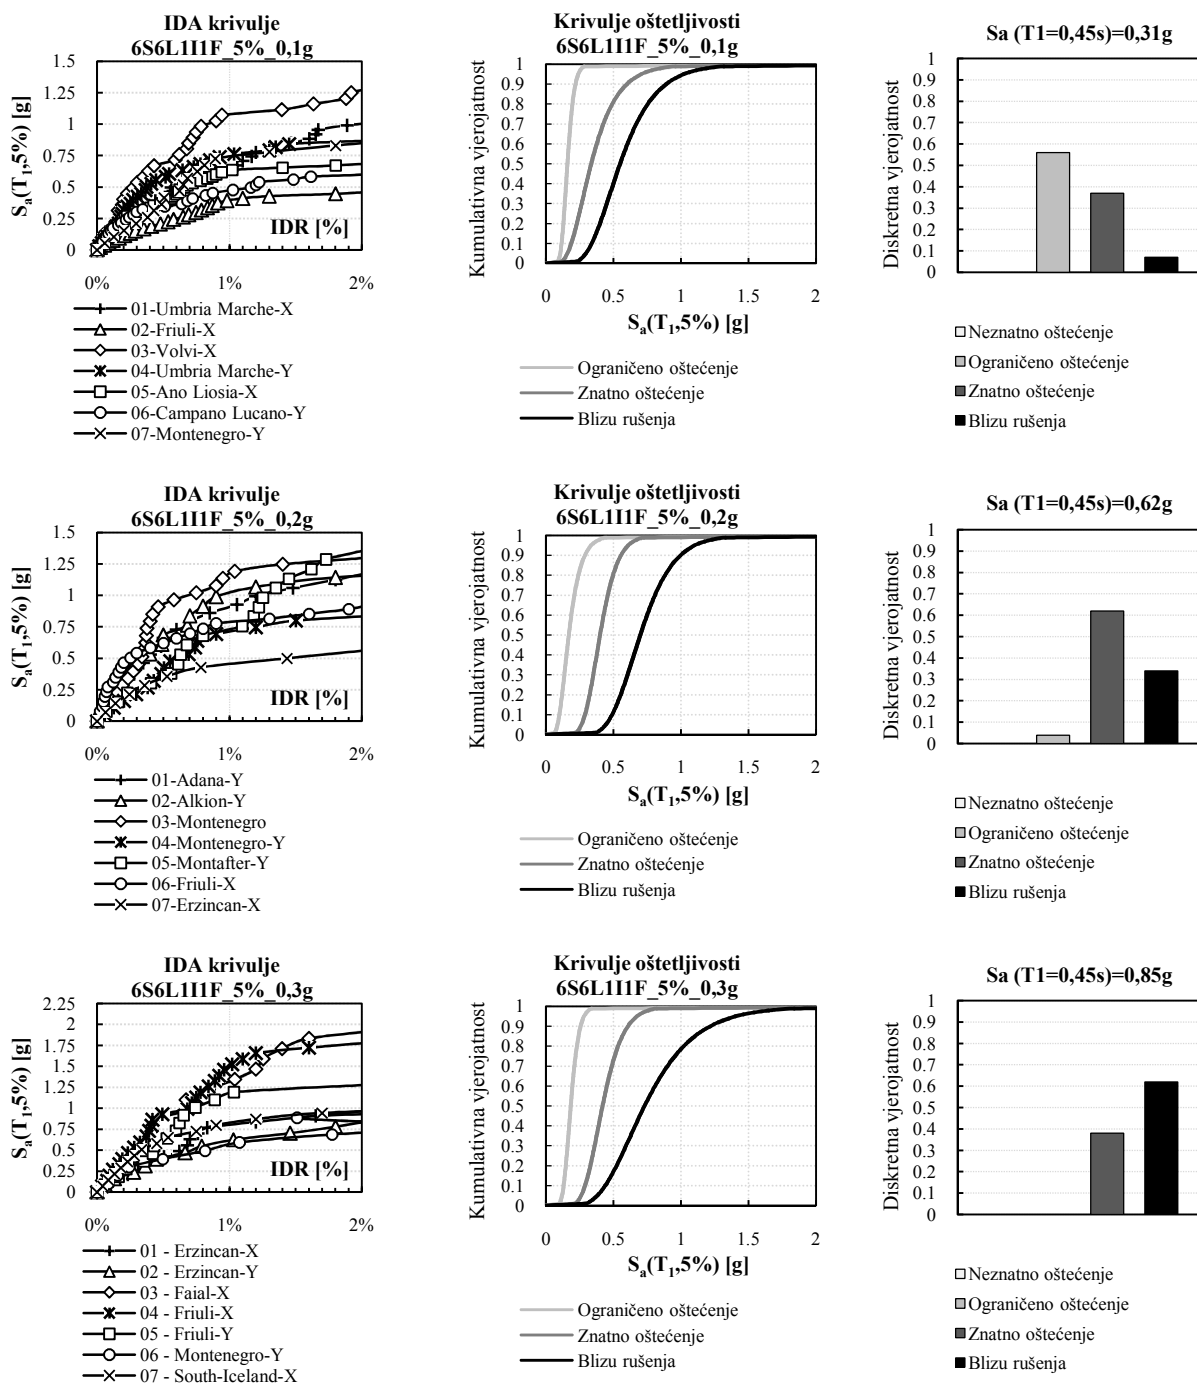 IDA krivulje
6S6L1I1F_5%_0,1g
1.5
1.25
1
0.75
0.5
0.25
0
Sa(T1,5%) [g]
IDR [%]
0% 1% 2%
01-Umbria Marche-X
02-Friuli-X
03-Volvi-X
04-Umbria Marche-Y
05-Ano Liosia-X
06-Campano Lucano-Y
07-Montenegro-Y
Krivulje oštetljivosti
6S6L1I1F_5%_0,1g
Kumulativna vjerojatnost
1
0.9
0.8
0.7
0.6
0.5
0.4
0.3
0.2
0.1
0
0 0.5 1 1.5 2
Sa(T1,5%) [g]
Ograničeno oštećenje
Znatno oštećenje
Blizu rušenja
Sa (T1=0,45s)=0,31g
Diskretna vjerojatnost
1
0.9
0.8
0.7
0.6
0.5
0.4
0.3
0.2
0.1
0
Neznatno oštećenje
Ograničeno oštećenje
Znatno oštećenje
Blizu rušenja
IDA krivulje
6S6L1I1F_5%_0,2g
1.5
1.25
1
0.75
0.5
0.25
0
Sa(T1,5%) [g]
IDR [%]
0% 1% 2%
01-Adana-Y
02-Alkion-Y
03-Montenegro
04-Montenegro-Y
05-Montafter-Y
06-Friuli-X
07-Erzincan-X
Krivulje oštetljivosti
6S6L1I1F_5%_0,2g
Kumulativna vjerojatnost
1
0.9
0.8
0.7
0.6
0.5
0.4
0.3
0.2
0.1
0
0 0.5 1 1.5 2
Sa(T1,5%) [g]
Ograničeno oštećenje
Znatno oštećenje
Blizu rušenja
Sa (T1=0,45s)=0,62g
Diskretna vjerojatnost
1
0.9
0.8
0.7
0.6
0.5
0.4
0.3
0.2
0.1
0
Neznatno oštećenje
Ograničeno oštećenje
Znatno oštećenje
Blizu rušenja
IDA krivulje
6S6L1I1F_5%_0,3g
2.25
2
1.75
1.5
1.25
1
0.75
0.5
0.25
0
Sa(T1,5%) [g]
IDR [%]
0% 1% 2%
01 - Erzincan-X
02 - Erzincan-Y
03 - Faial-X
04 - Friuli-X
05 - Friuli-Y
06 - Montenegro-Y
07 - South-Iceland-X
Krivulje oštetljivosti
6S6L1I1F_5%_0,3g
Kumulativna vjerojatnost
1
0.9
0.8
0.7
0.6
0.5
0.4
0.3
0.2
0.1
0
0 0.5 1 1.5 2
Sa(T1,5%) [g]
Ograničeno oštećenje
Znatno oštećenje
Blizu rušenja
Sa (T1=0,45s)=0,85g
Diskretna vjerojatnost
1
0.9
0.8
0.7
0.6
0.5
0.4
0.3
0.2
0.1
0
Neznatno oštećenje
Ograničeno oštećenje
Znatno oštećenje
Blizu rušenja